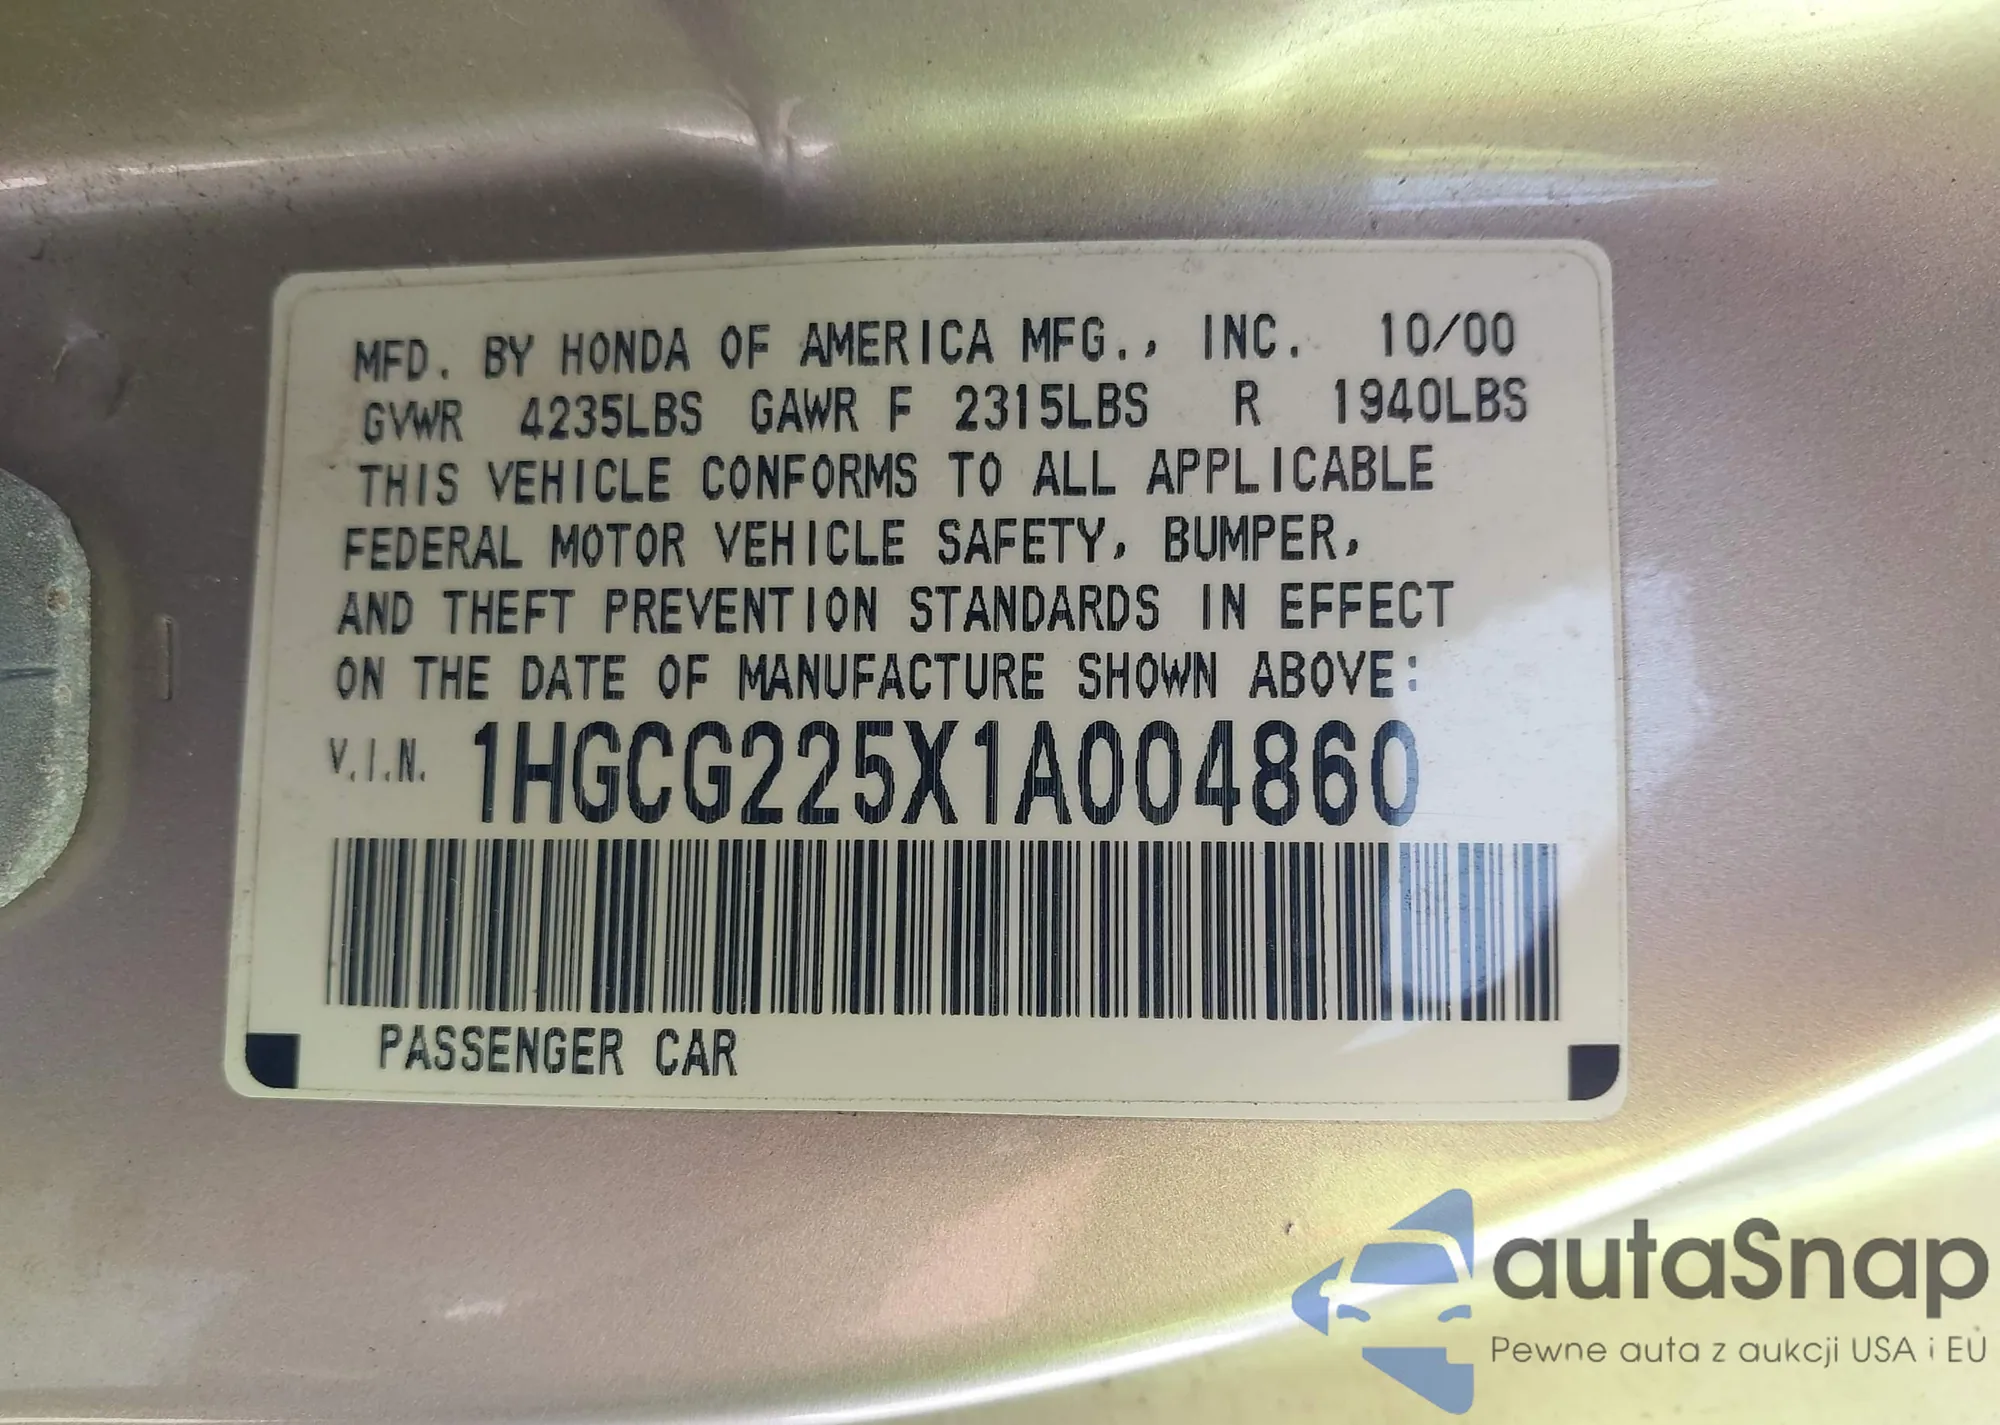 MFD. BY HONDA OF AMERICA MFG., INC. 10/00
GVWR 4235LBS GAWR F 2315LBS R 1940LBS
THIS VEHICLE CONFORMS TO ALL APPLICABLE
FEDERAL MOTOR VEHICLE SAFETY, BUMPER,
AND THEFT PREVENTION STANDARDS IN EFFECT
ON THE DATE OF MANUFACTURE SHOWN ABOVE:
V.I.N. 1HGCG225X1A004860
PASSENGER CAR
autaSnap
Pewne auta z aukcji USA i EU